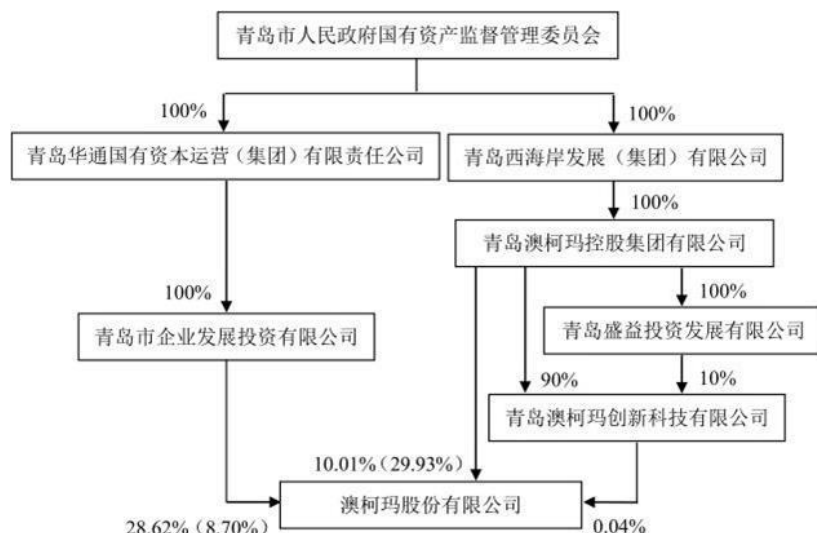 青岛市人民政府国有资产监督管理委员会
100%
100%
青岛华通国有资本运营（集团）有限责任公司
青岛西海岸发展（集团）有限公司
100%
青岛澳柯玛控股集团有限公司
100%
100%
青岛市企业发展投资有限公司
青岛盛益投资发展有限公司
90%
10%
青岛澳柯玛创新科技有限公司
10.01%（29.93%）
澳柯玛股份有限公司
28.62%（8.70%）
0.04%